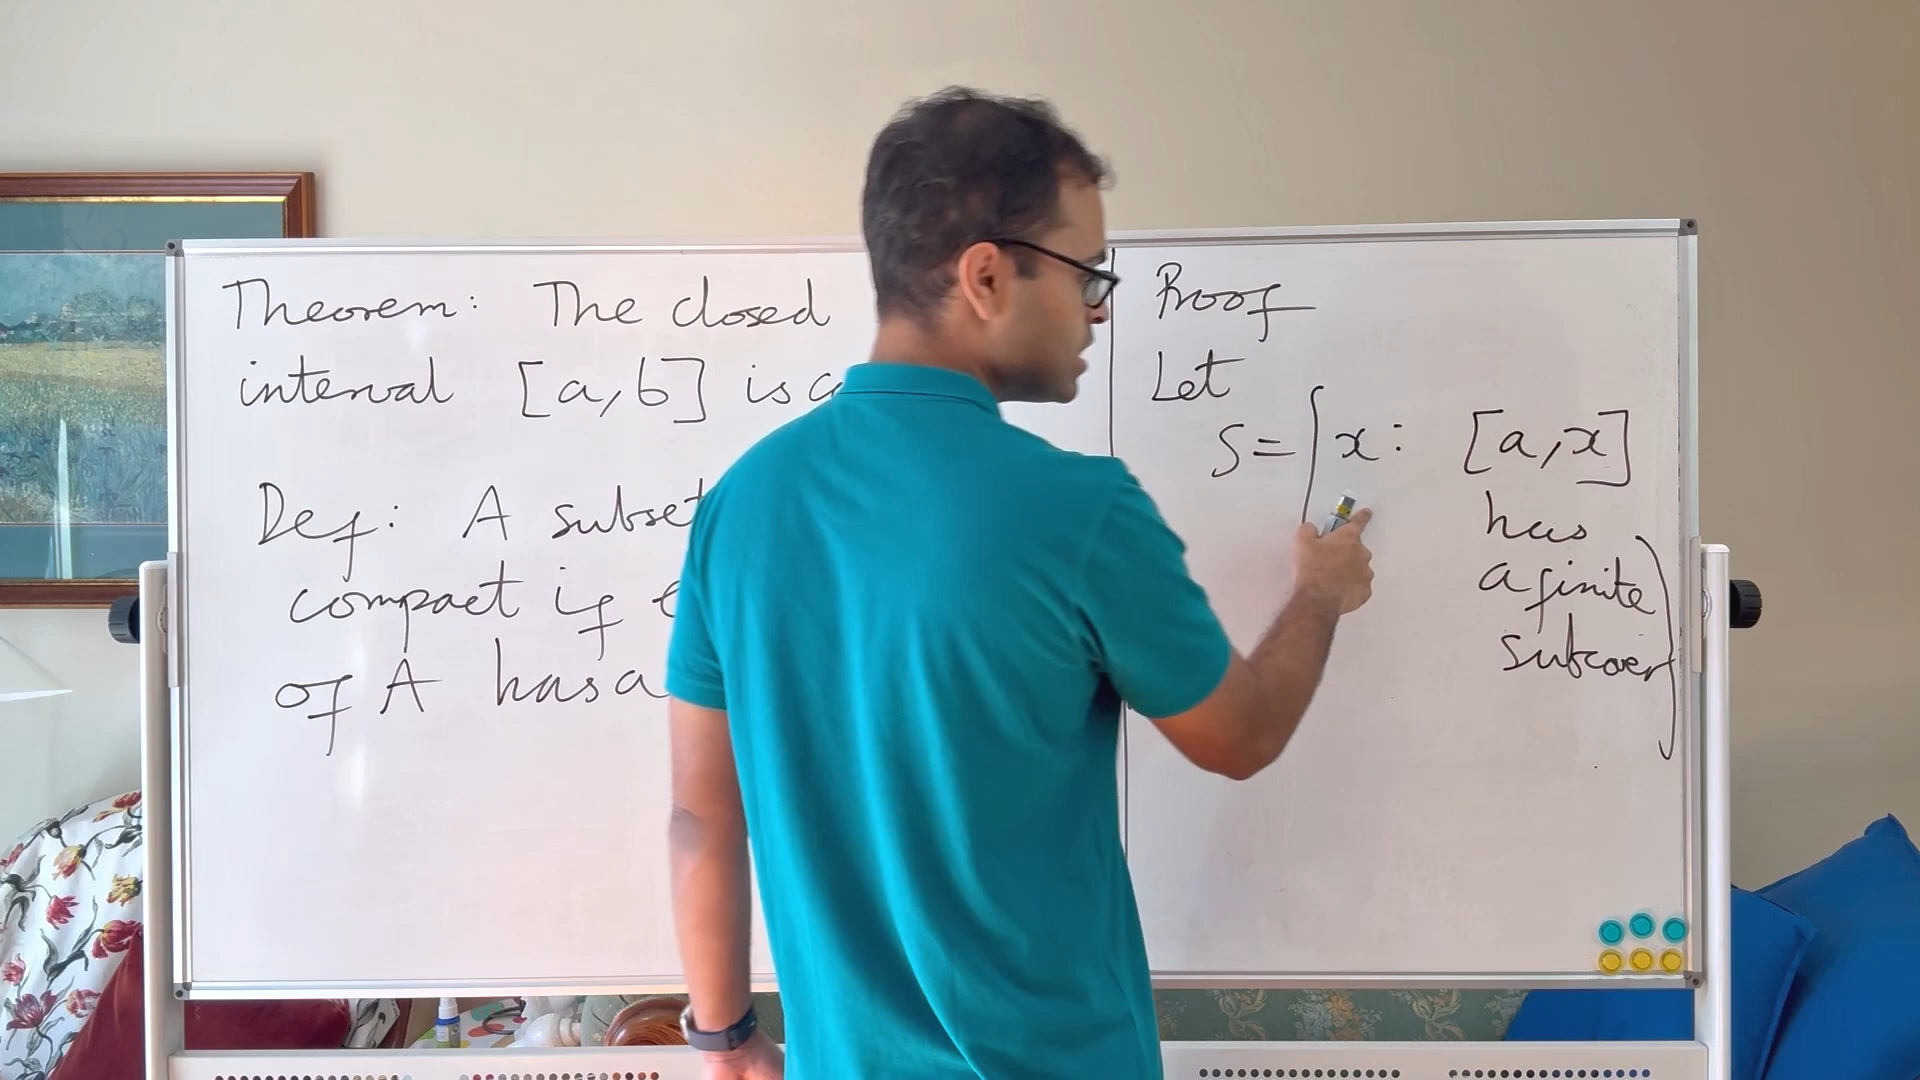 Theorem: The closed
interval [a,b] is
Def: A subset
compact if
of A has a
Proof
Let
S = { x : [a,x]
has
a finite
subcover }